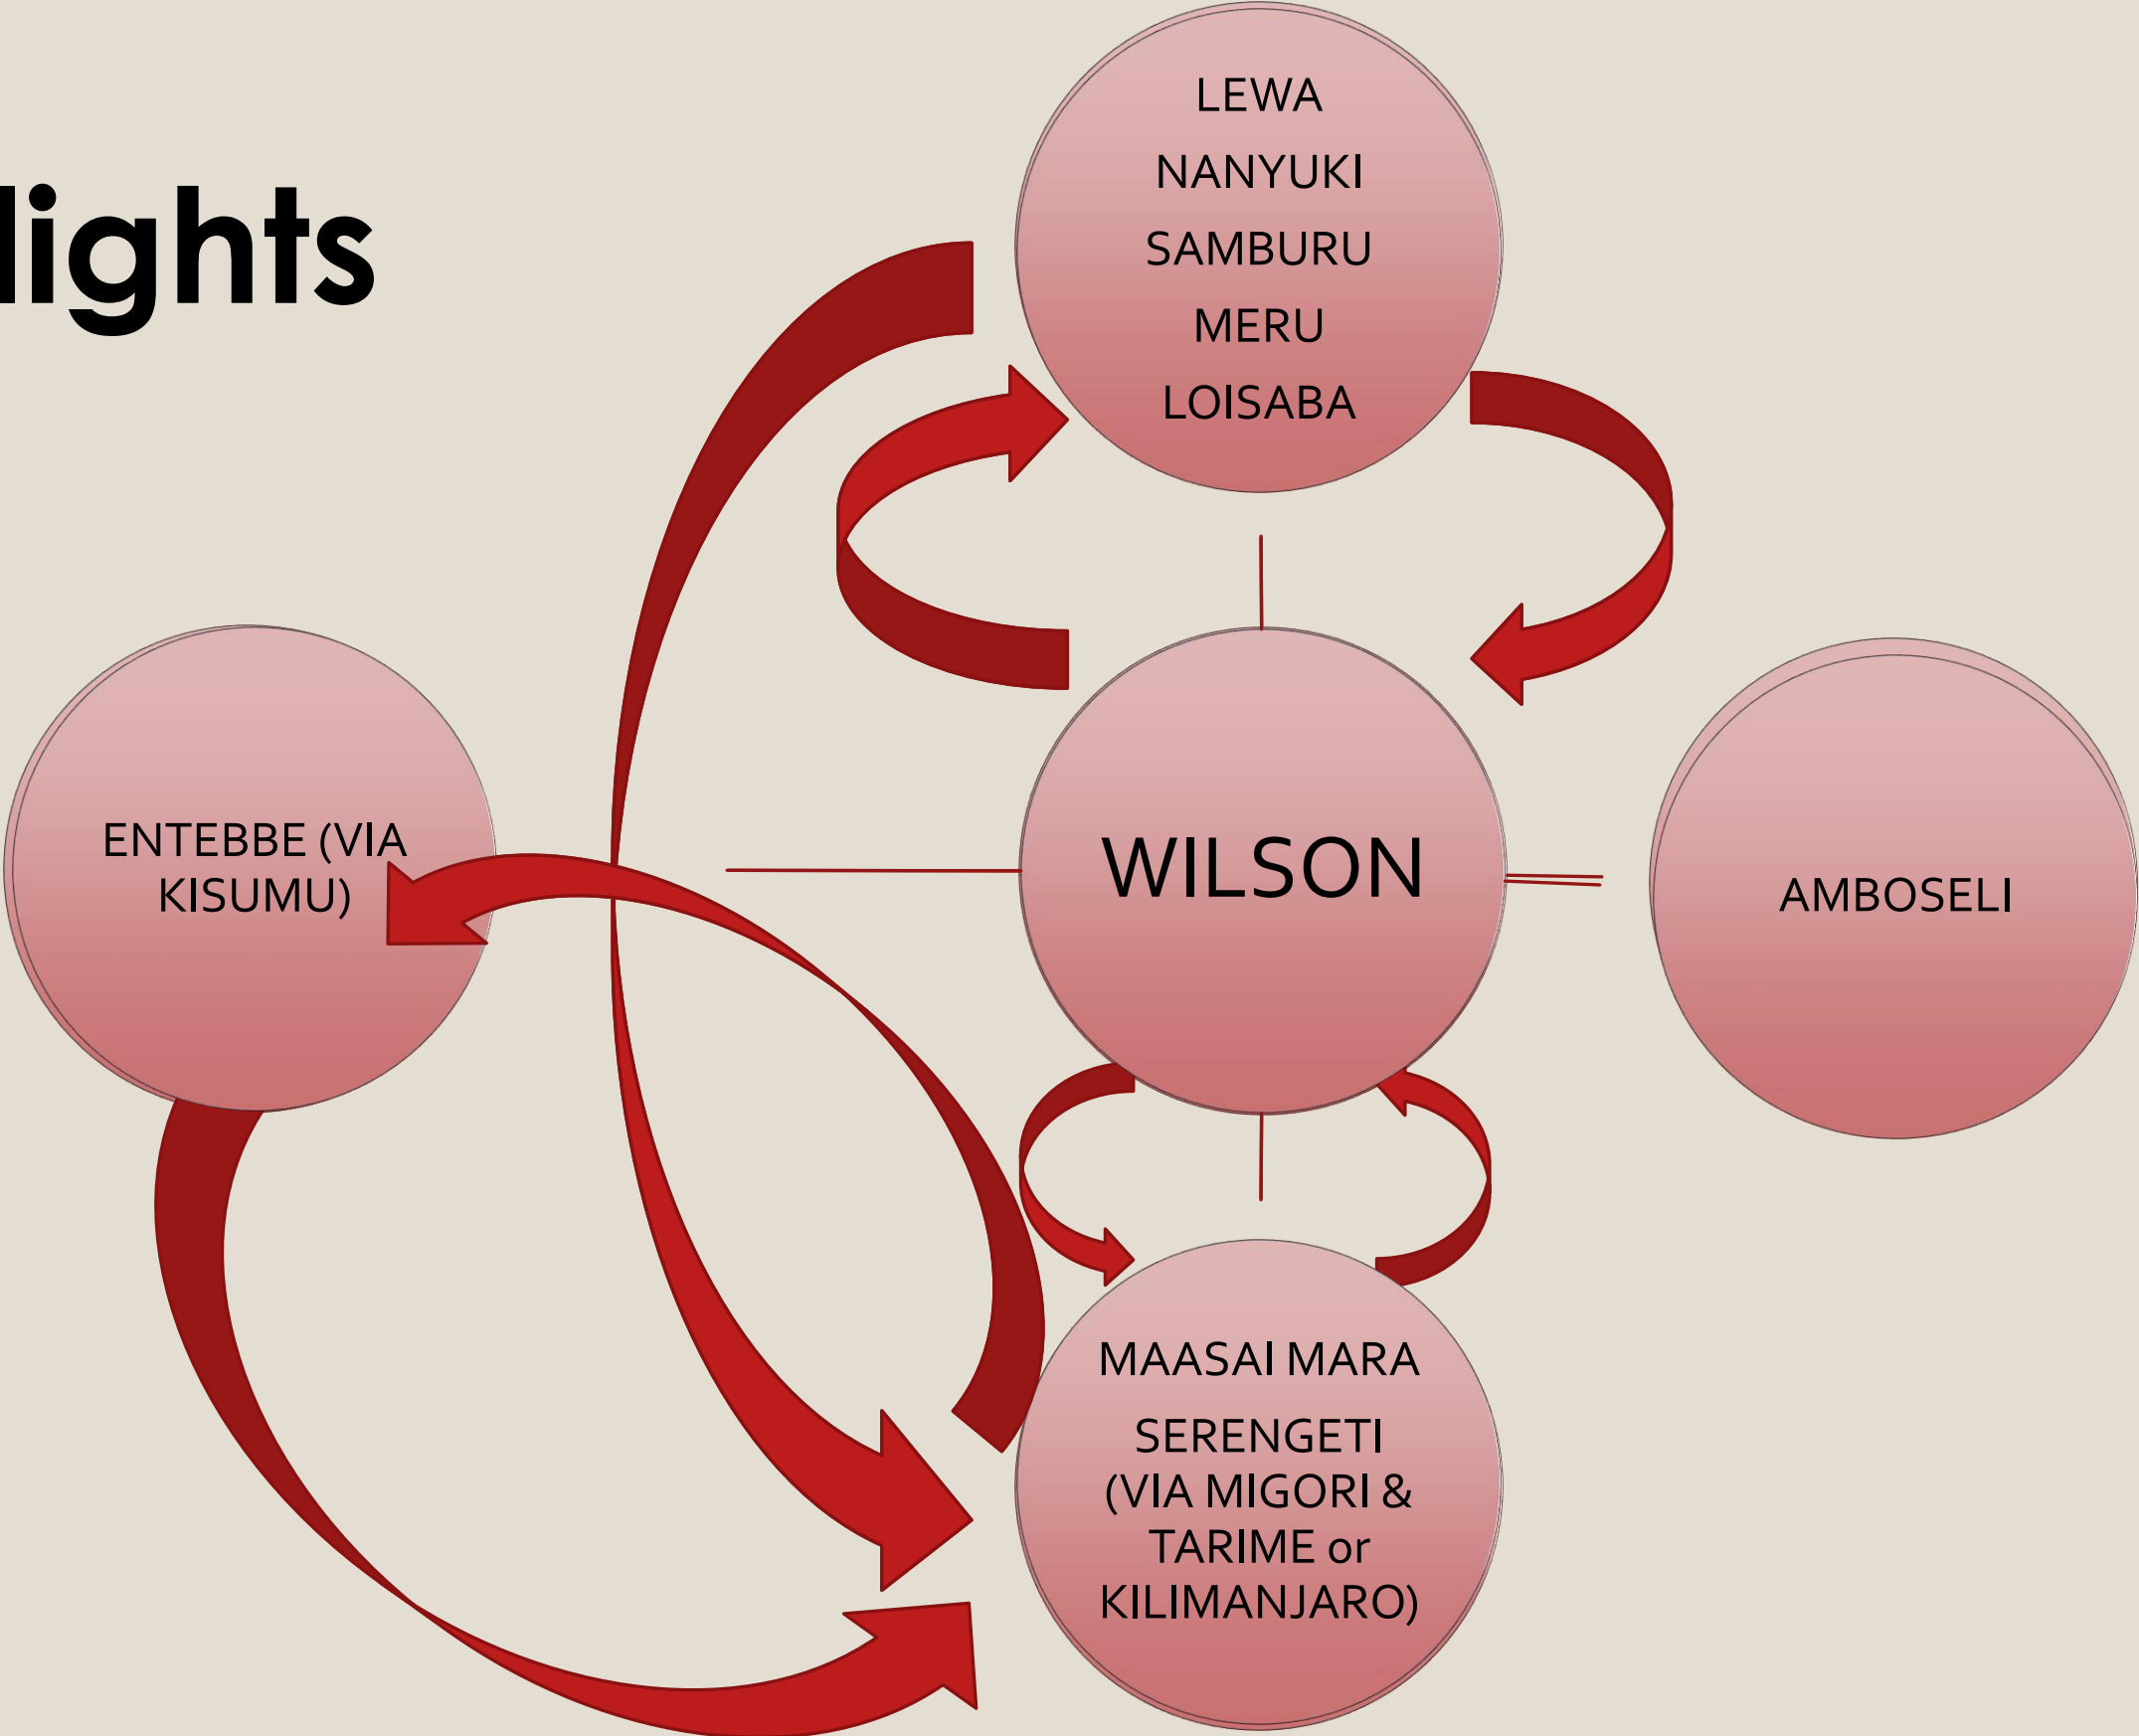 lights
LEWA
NANYUKI
SAMBURU
MERU
LOISABA
ENTEBBE (VIA
KISUMU)
WILSON
AMBOSELI
MAASAI MARA
SERENGETI
(VIA MIGORI &
TARIME or
KILIMANJARO)